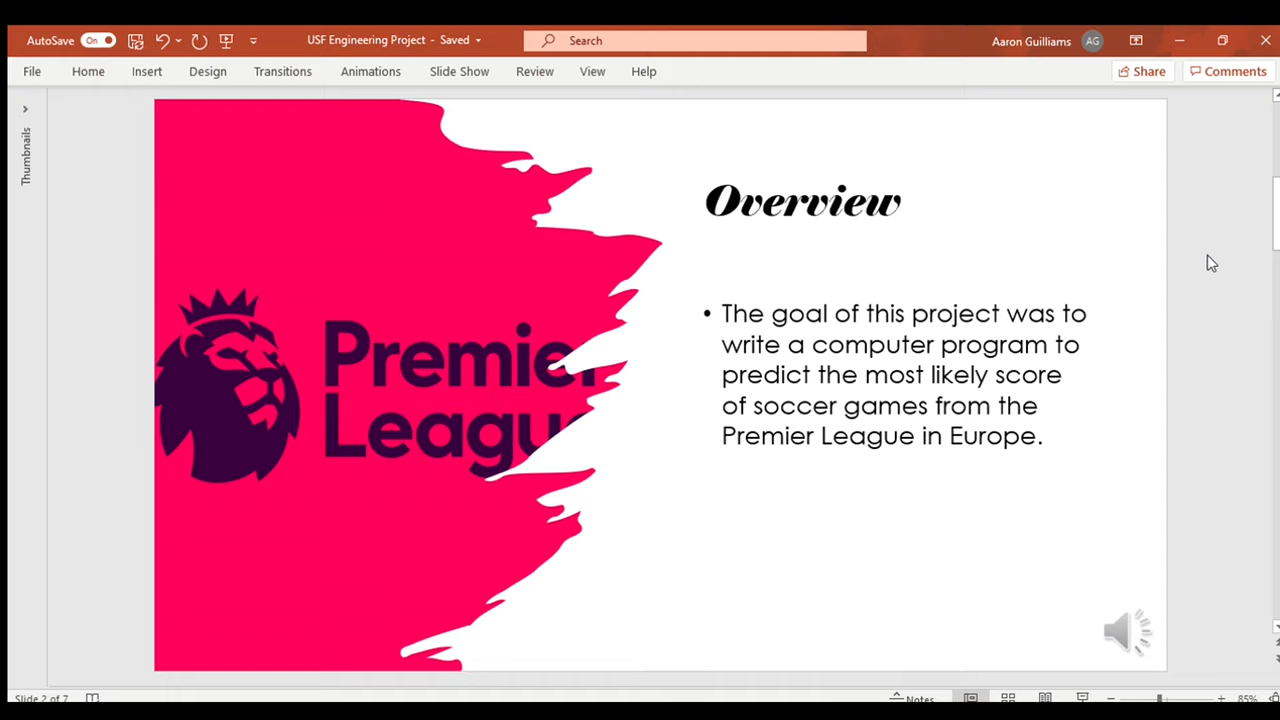 AutoSave On USF Engineering Project - Saved Search Aaron Guilliams AG
File Home Insert Design Transitions Animations Slide Show Review View Help Share Comments
Thumbnails
Premier
League
Overview
• The goal of this project was to
write a computer program to
predict the most likely score
of soccer games from the
Premier League in Europe.
Slide 2 of 7 Notes 85%